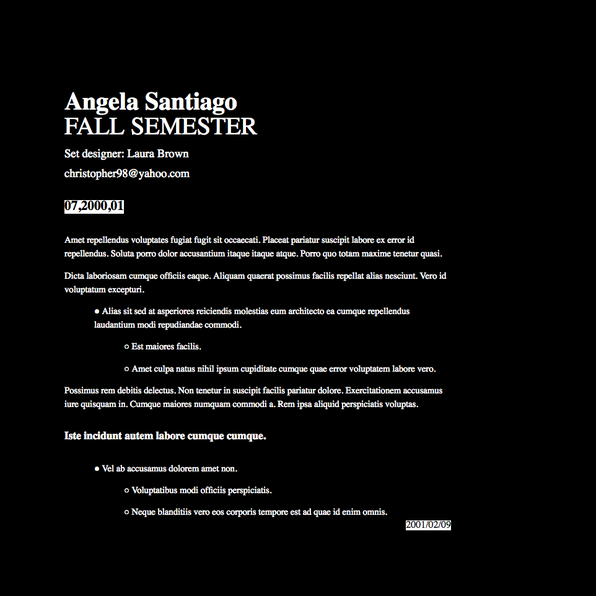 Angela Santiago
FALL SEMESTER
Set designer: Laura Brown
christopher98@yahoo.com
07,2000,01
Amet repellendus voluptates fugiat fugit sit occaecati. Placeat pariatur suscipit labore ex error id
repellendus. Soluta porro dolor accusantium itaque itaque atque. Porro quo totam maxime tenetur quasi.
Dicta laboriosam cumque officiis eaque. Aliquam quaerat possimus facilis repellat alias nesciunt. Vero id
voluptatum excepturi.
● Alias sit sed at asperiores reiciendis molestias eum architecto ea cumque repellendus
laudantium modi repudiandae commodi.
○ Est maiores facilis.
○ Amet culpa natus nihil ipsum cupiditate cumque quae error voluptatem labore vero.
Possimus rem debitis delectus. Non tenetur in suscipit facilis pariatur dolore. Exercitationem accusamus
iure quisquam in. Cumque maiores numquam commodi a. Rem ipsa aliquid perspiciatis voluptas.
Iste incidunt autem labore cumque cumque.
● Vel ab accusamus dolorem amet non.
○ Voluptatibus modi officiis perspiciatis.
○ Neque blanditiis vero eos corporis tempore est ad quae id enim omnis.
2001/02/09